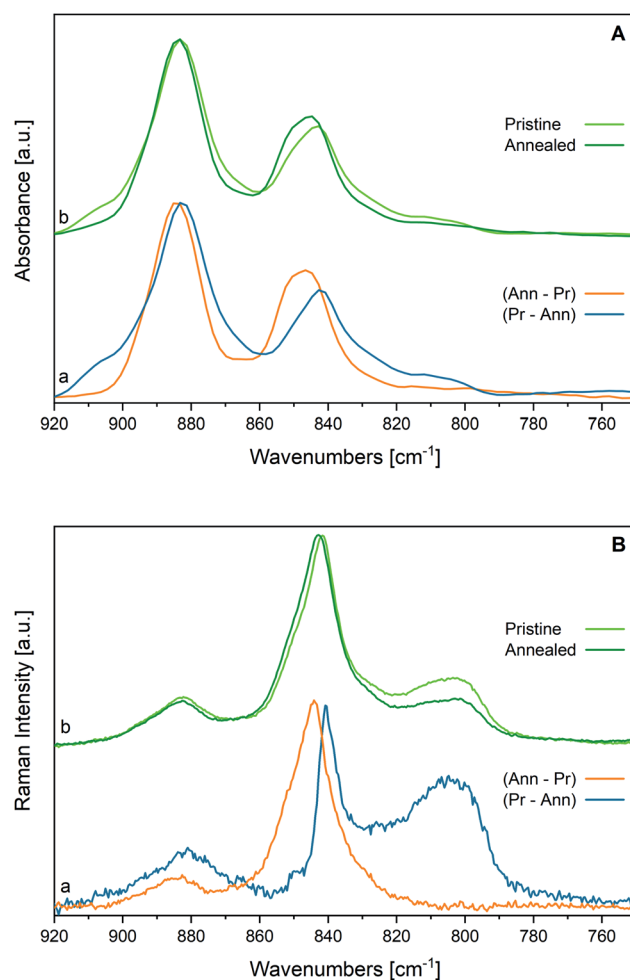 A
Absorbance [a.u.]
Pristine
Annealed
b
(Ann - Pr)
(Pr - Ann)
a
920 900 880 860 840 820 800 780 760
Wavenumbers [cm⁻¹]
B
Raman Intensity [a.u.]
Pristine
Annealed
b
(Ann - Pr)
(Pr - Ann)
a
920 900 880 860 840 820 800 780 760
Wavenumbers [cm⁻¹]